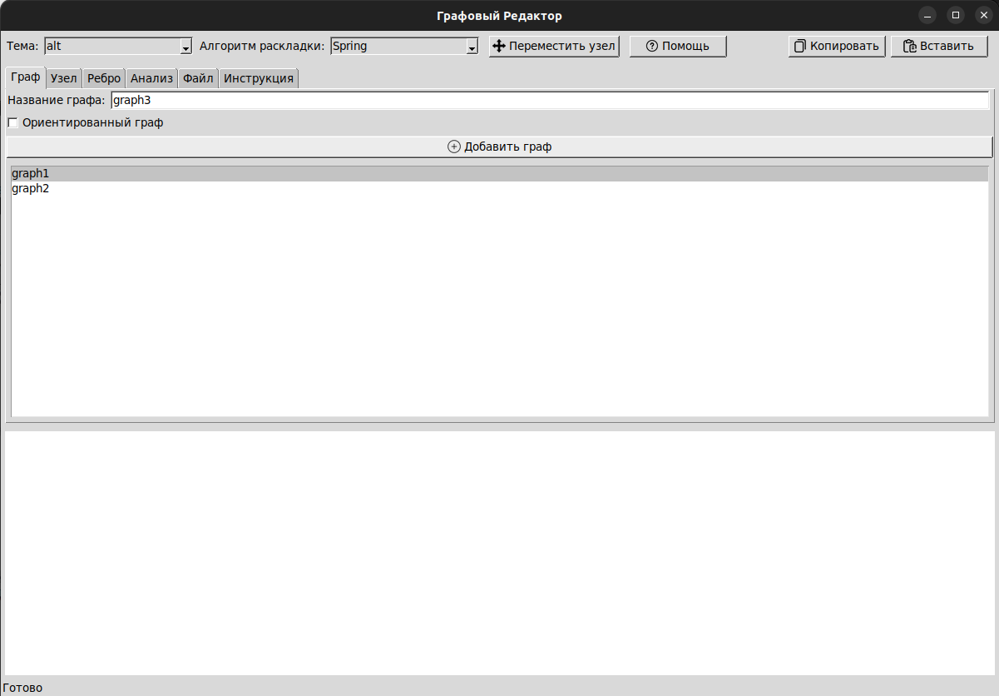 Графовый Редактор
Тема: alt Алгоритм раскладки: Spring Переместить узел Помощь Копировать Вставить
Граф Узел Ребро Анализ Файл Инструкция
Название графа: graph3
Ориентированный граф
Добавить граф
graph1
graph2
Готово